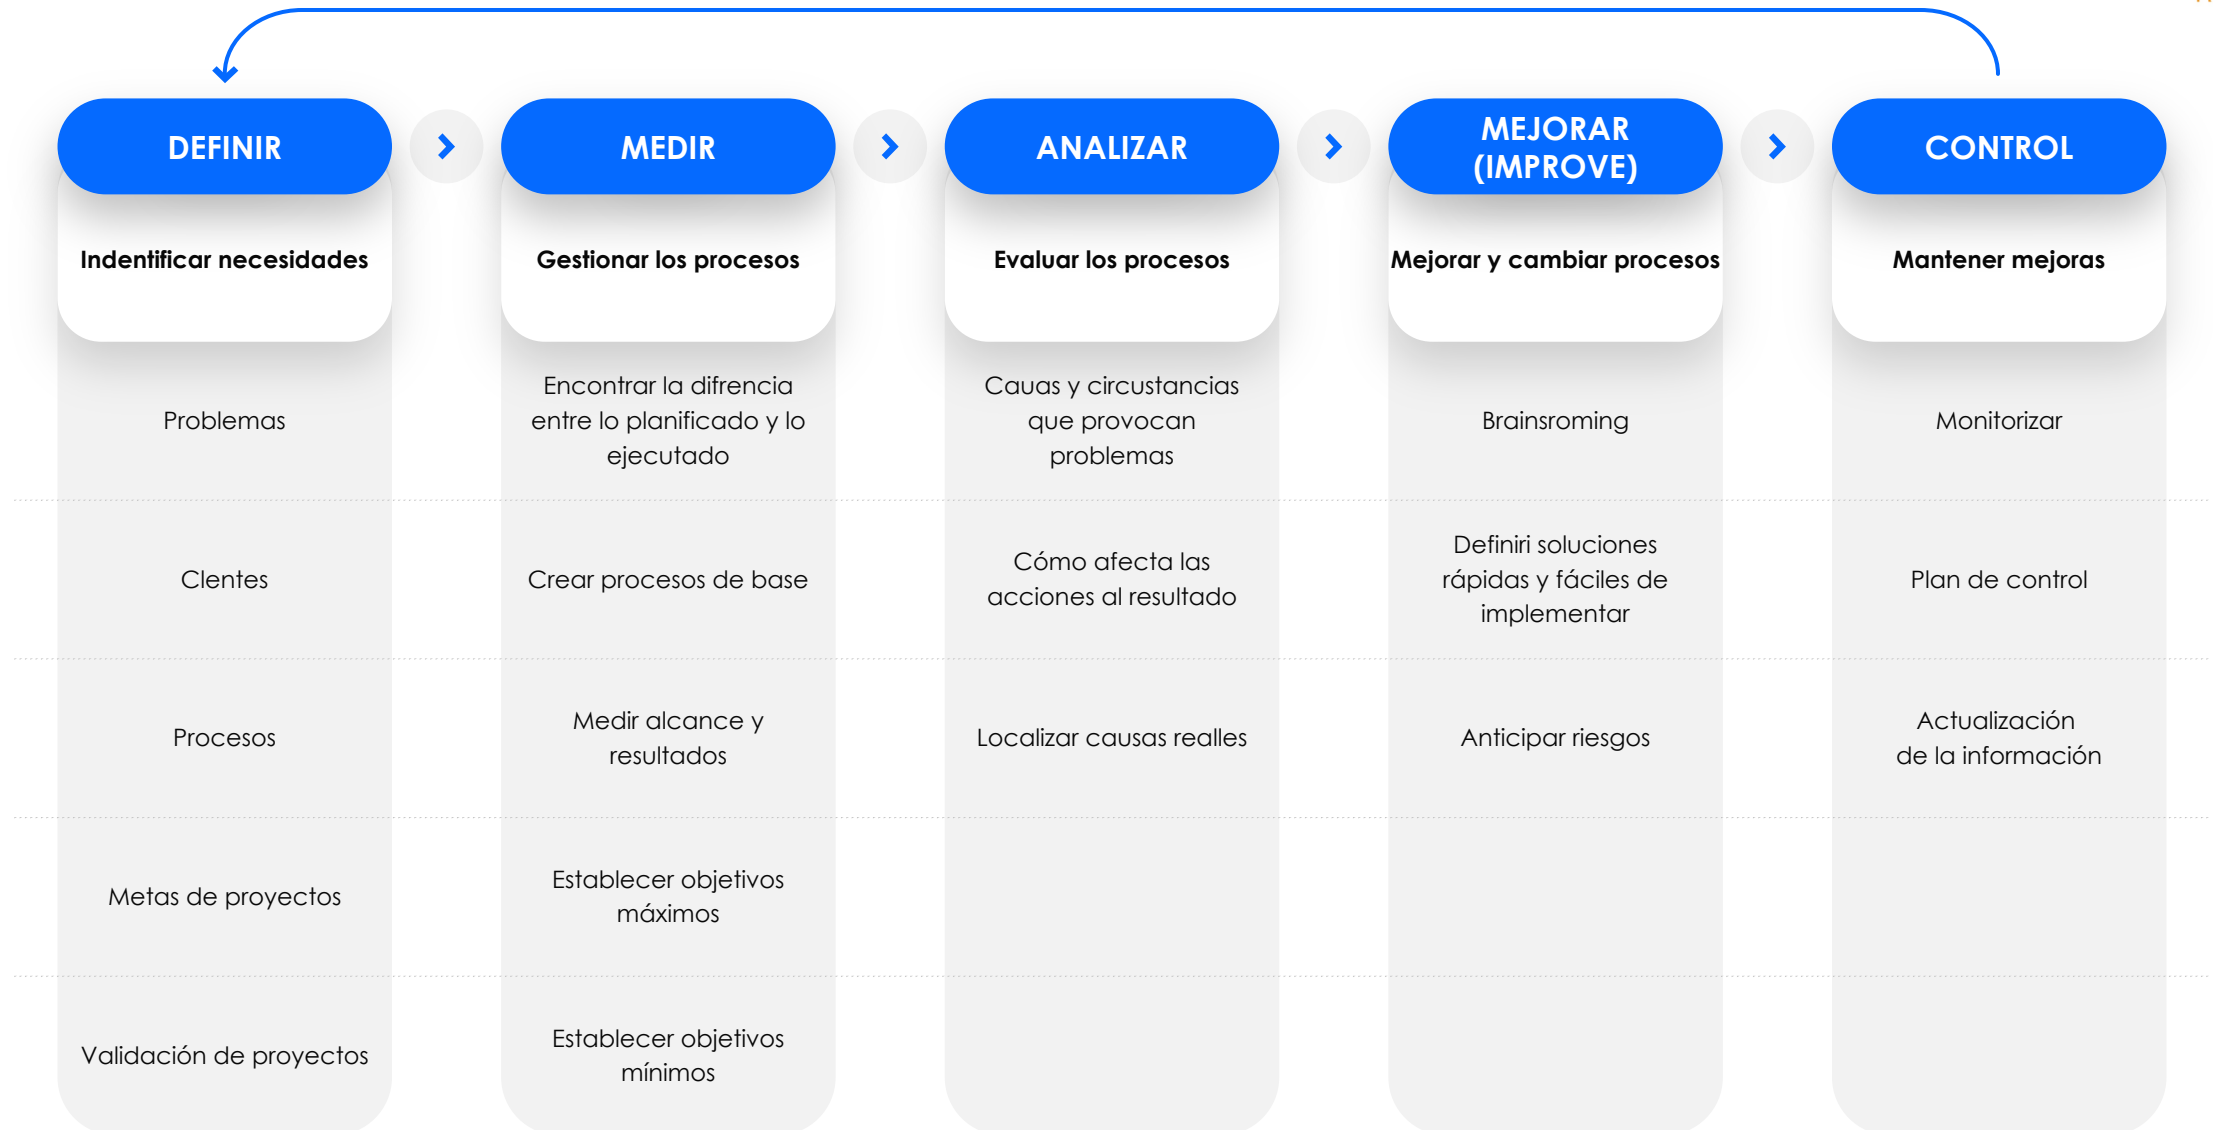 DEFINIR
MEDIR
ANALIZAR
MEJORAR
(IMPROVE)
CONTROL
Indentificar necesidades
Gestionar los procesos
Evaluar los procesos
Mejorar y cambiar procesos
Mantener mejoras
Problemas
Encontrar la difrencia
entre lo planificado y lo
ejecutado
Cauas y circustancias
que provocan
problemas
Brainsroming
Monitorizar
Clentes
Crear procesos de base
Cómo afecta las
acciones al resultado
Definiri soluciones
rápidas y fáciles de
implementar
Plan de control
Procesos
Medir alcance y
resultados
Localizar causas realles
Anticipar riesgos
Actualización
de la información
Metas de proyectos
Establecer objetivos
máximos
Validación de proyectos
Establecer objetivos
mínimos